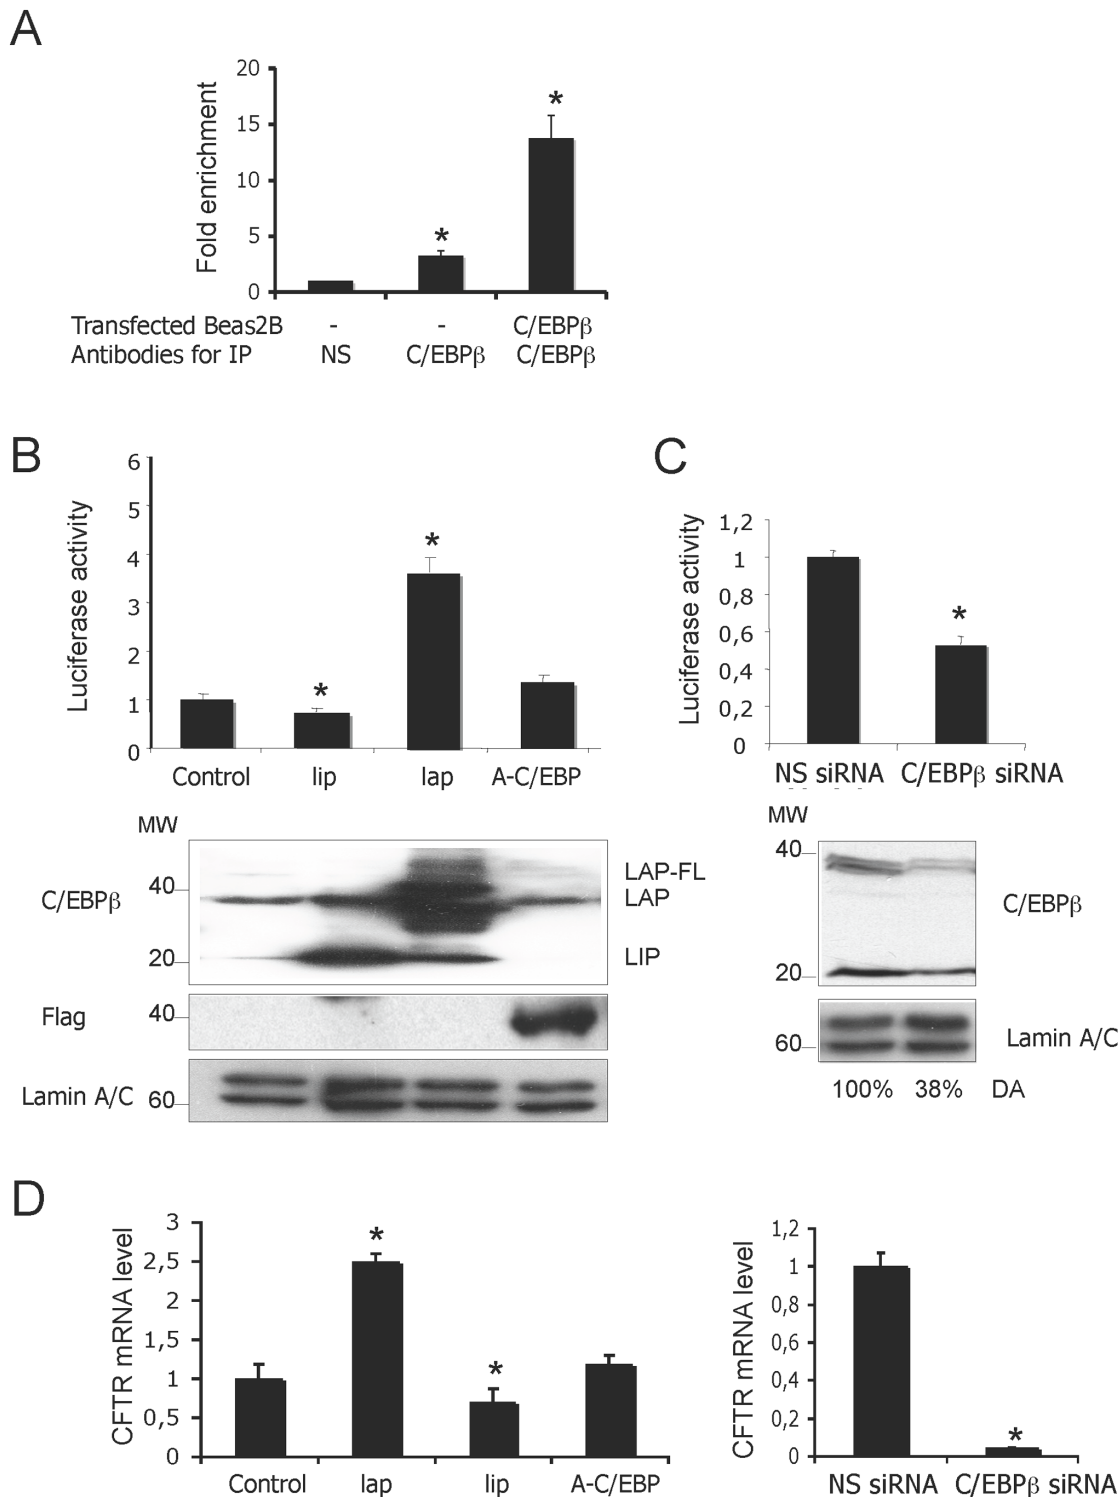 A
Fold enrichment
20
15
10
5
0
*
*
Transfected Beas2B - - C/EBPβ
Antibodies for IP NS C/EBPβ C/EBPβ
B
Luciferase activity
6
5
4
3
2
1
0
*
*
Control lip lap A-C/EBP
MW
C/EBPβ
40
20
LAP-FL
LAP
LIP
Flag
40
Lamin A/C
60
C
Luciferase activity
1,2
1
0,8
0,6
0,4
0,2
0
*
NS siRNA C/EBPβ siRNA
MW
40
20
C/EBPβ
60
Lamin A/C
100% 38% DA
D
CFTR mRNA level
3
2,5
2
1,5
1
0,5
0
*
*
Control lap lip A-C/EBP
CFTR mRNA level
1,2
1
0,8
0,6
0,4
0,2
0
*
NS siRNA C/EBPβ siRNA